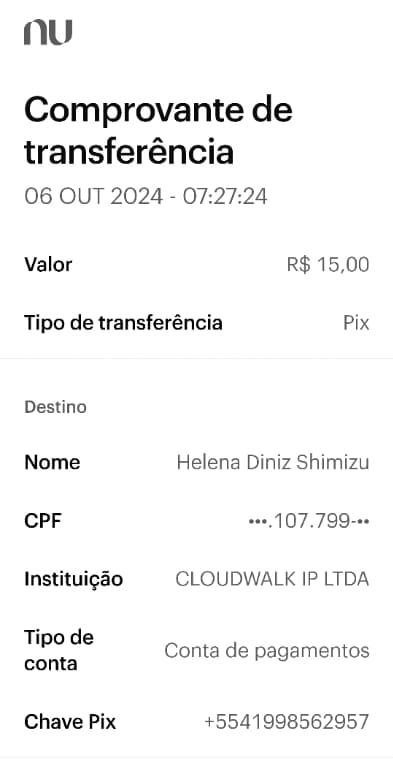 nu
Comprovante de
transferência
06 OUT 2024 - 07:27:24
Valor R$ 15,00
Tipo de transferência Pix
Destino
Nome Helena Diniz Shimizu
CPF •••.107.799-••
Instituição CLOUDWALK IP LTDA
Tipo de
conta Conta de pagamentos
Chave Pix +5541998562957